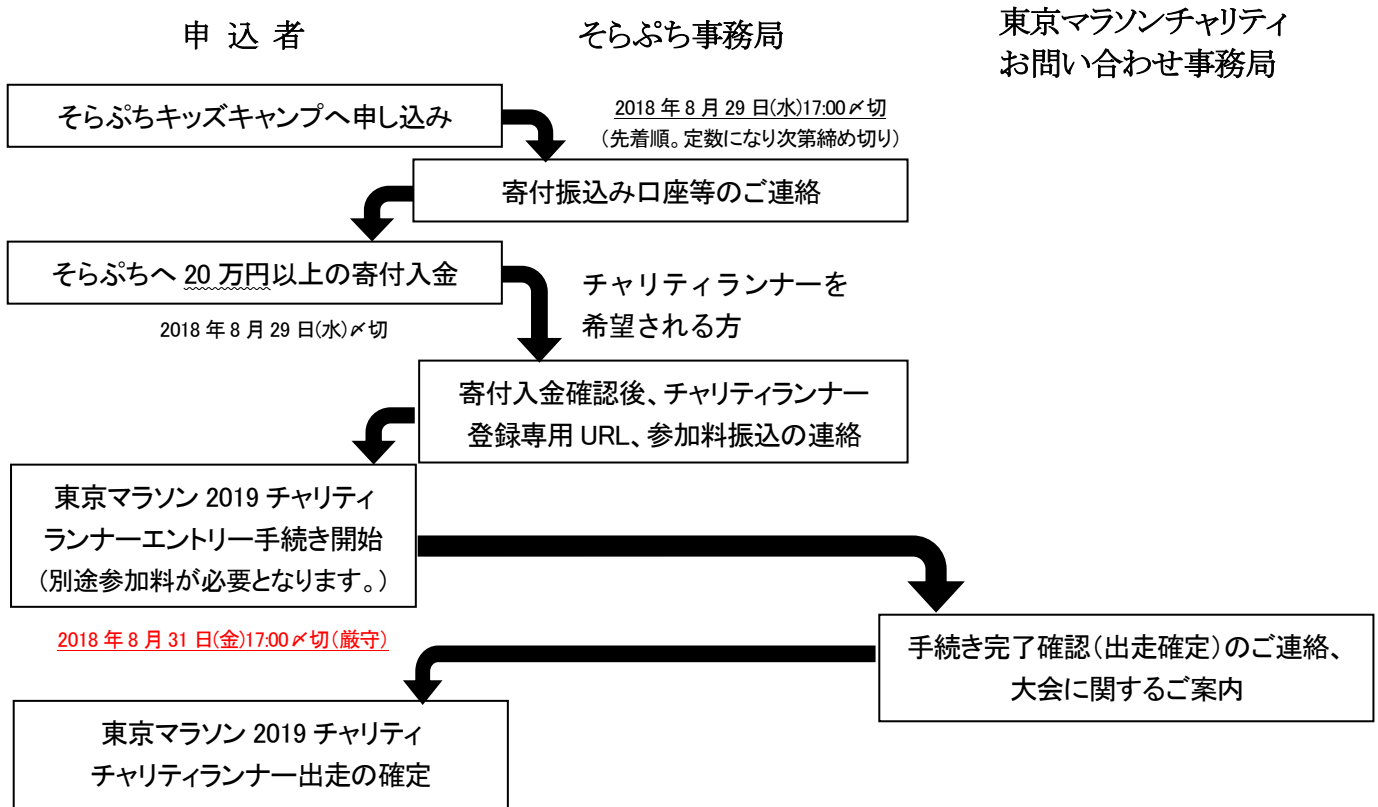 申 込 者
そらぷち事務局
東京マラソンチャリティ
お問い合わせ事務局
そらぷちキッズキャンプへ申し込み
2018 年 8 月 29 日(水)17:00〆切
(先着順。定数になり次第締め切り)
寄付振込み口座等のご連絡
そらぷちへ 20 万円以上の寄付入金
2018 年 8 月 29 日(水)〆切
チャリティランナーを
希望される方
寄付入金確認後、チャリティランナー
登録専用 URL、参加料振込の連絡
東京マラソン 2019 チャリティ
ランナーエントリー手続き開始
(別途参加料が必要となります。)
2018 年 8 月 31 日(金)17:00〆切(厳守)
手続き完了確認(出走確定)のご連絡、
大会に関するご案内
東京マラソン 2019 チャリティ
チャリティランナー出走の確定